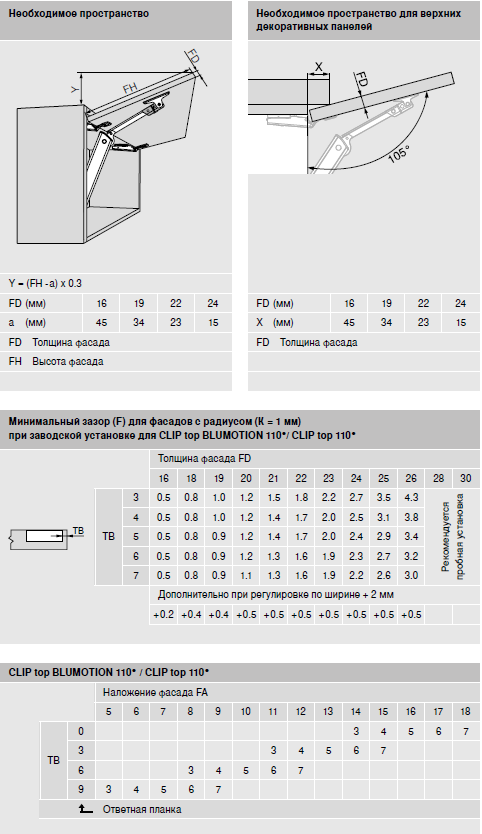 Необходимое пространство
Y
FH
FD
Y = (FH - a) x 0.3
FD (мм) 16 19 22 24
a (мм) 45 34 23 15
FD Толщина фасада
FH Высота фасада
Необходимое пространство для верхних
декоративных панелей
X
FD
105°
FD (мм) 16 19 22 24
X (мм) 45 34 23 15
FD Толщина фасада
Минимальный зазор (F) для фасадов с радиусом (К = 1 мм)
при заводской установке для CLIP top BLUMOTION 110°/ CLIP top 110°
Толщина фасада FD
16 18 19 20 21 22 23 24 25 26 28 30
3 0.5 0.8 1.0 1.2 1.5 1.8 2.2 2.7 3.5 4.3
4 0.5 0.8 1.0 1.2 1.4 1.7 2.0 2.5 3.1 3.8
TB 5 0.5 0.8 0.9 1.2 1.4 1.7 2.0 2.4 2.9 3.4
6 0.5 0.8 0.9 1.2 1.3 1.6 1.9 2.3 2.7 3.2
7 0.5 0.8 0.9 1.1 1.3 1.6 1.9 2.2 2.6 3.0
Рекомендуется
пробная установка
TB
Дополнительно при регулировке по ширине + 2 мм
+0.2 +0.4 +0.4 +0.5 +0.5 +0.5 +0.5 +0.5 +0.5 +0.5
CLIP top BLUMOTION 110° / CLIP top 110°
Наложение фасада FA
5 6 7 8 9 10 11 12 13 14 15 16 17 18
0 3 4 5 6 7
TB 3 3 4 5 6 7
6 3 4 5 6 7
9 3 4 5 6 7
Ответная планка